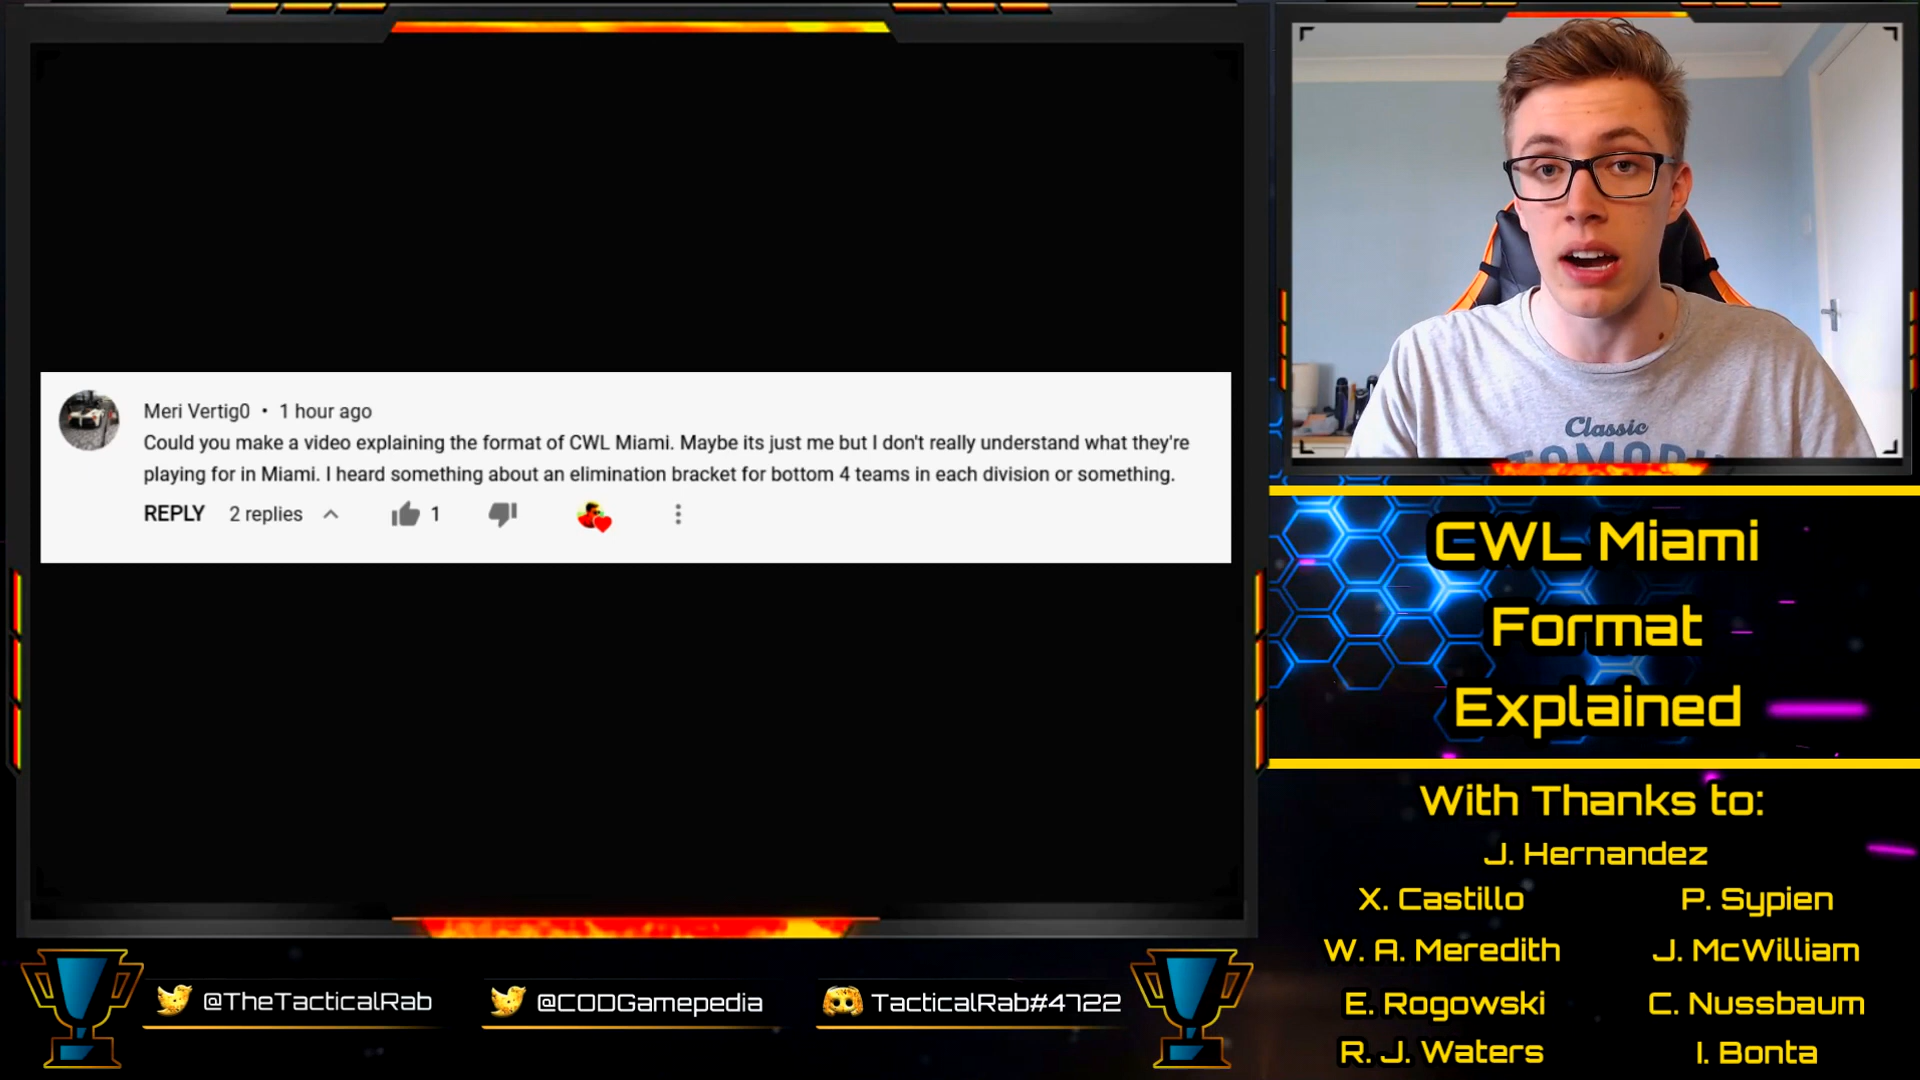 Meri Vertig0 • 1 hour ago
Could you make a video explaining the format of CWL Miami. Maybe its just me but I don't really understand what they're
playing for in Miami. I heard something about an elimination bracket for bottom 4 teams in each division or something.
REPLY 2 replies 1
Classic
CWL Miami
Format
Explained
With Thanks to:
J. Hernandez
X. Castillo P. Sypien
W. A. Meredith J. McWilliam
E. Rogowski C. Nussbaum
R. J. Waters I. Bonta
@TheTacticalRab @CODGamepedia TacticalRab#4722